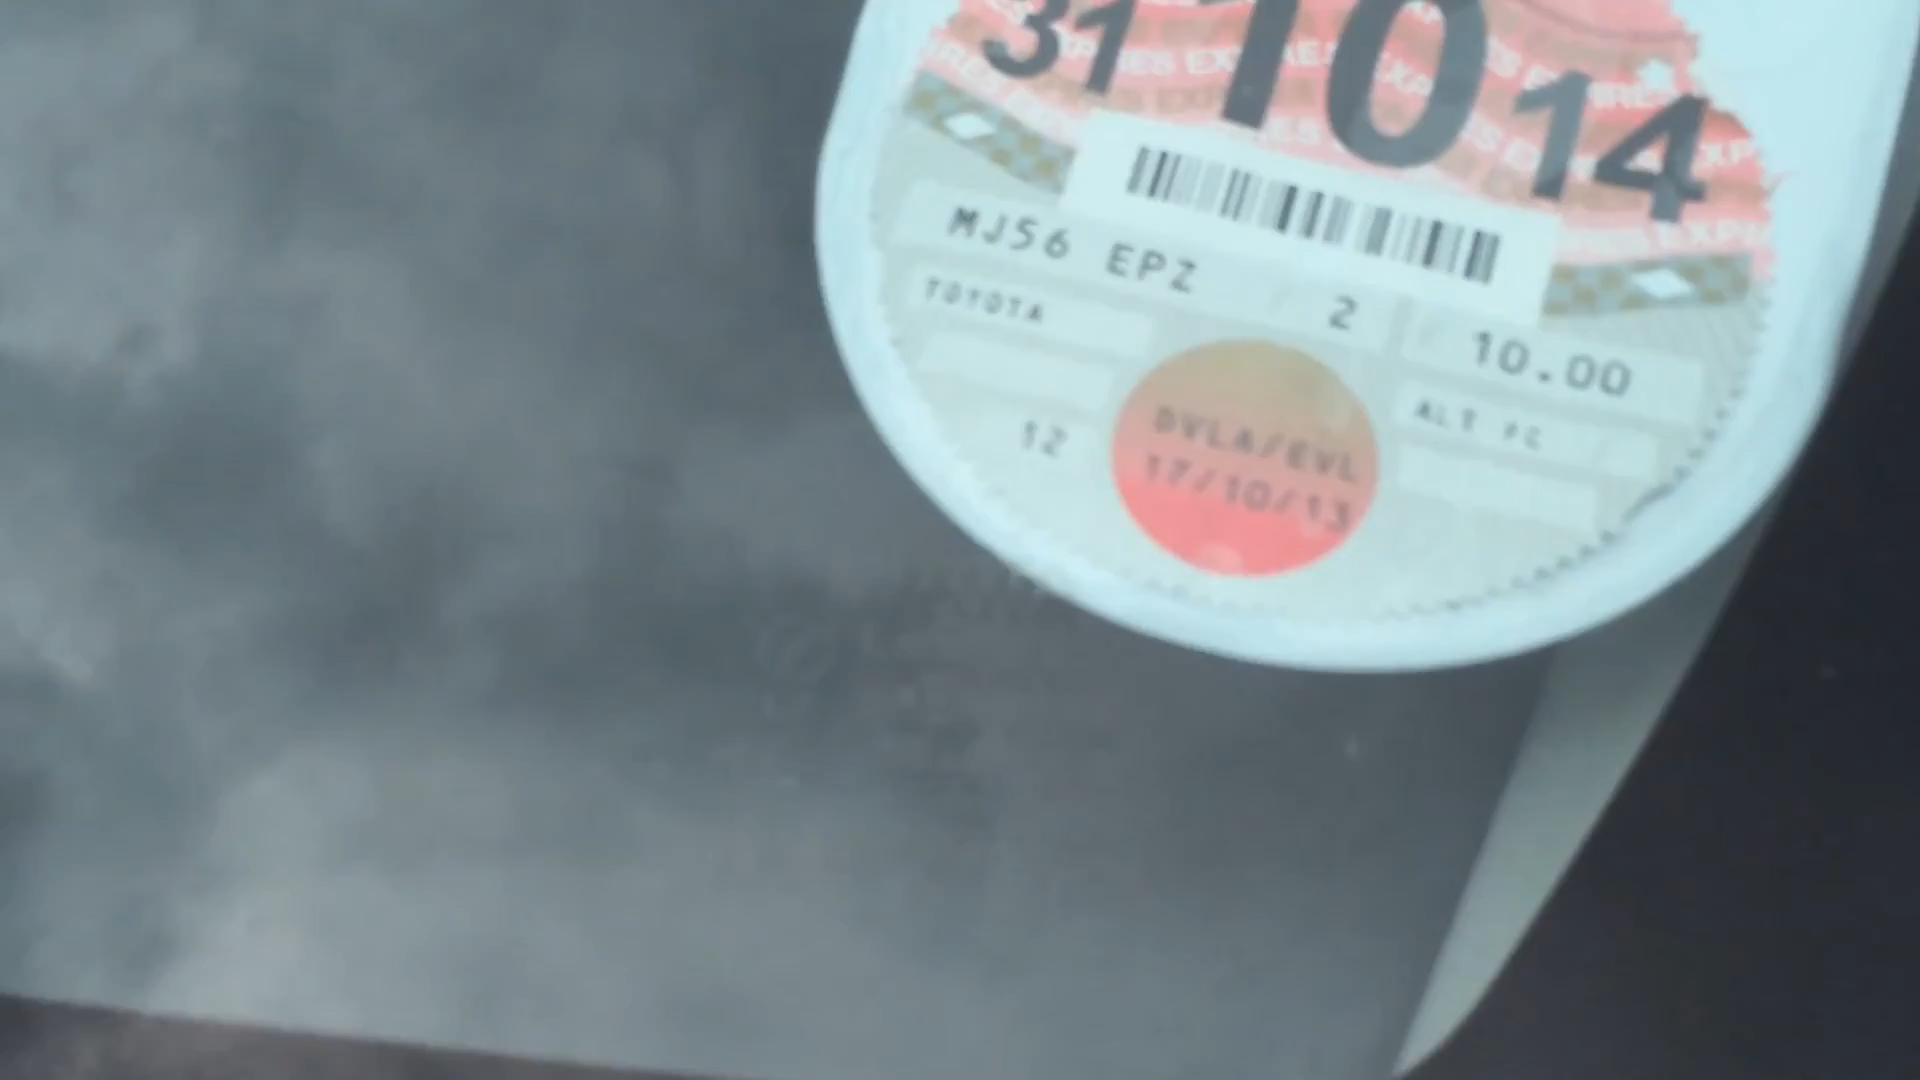 31 10 14
MJ56 EPZ 2 10.00
TOYOTA
ALT FC
12
DVLA/EVL
17/10/13